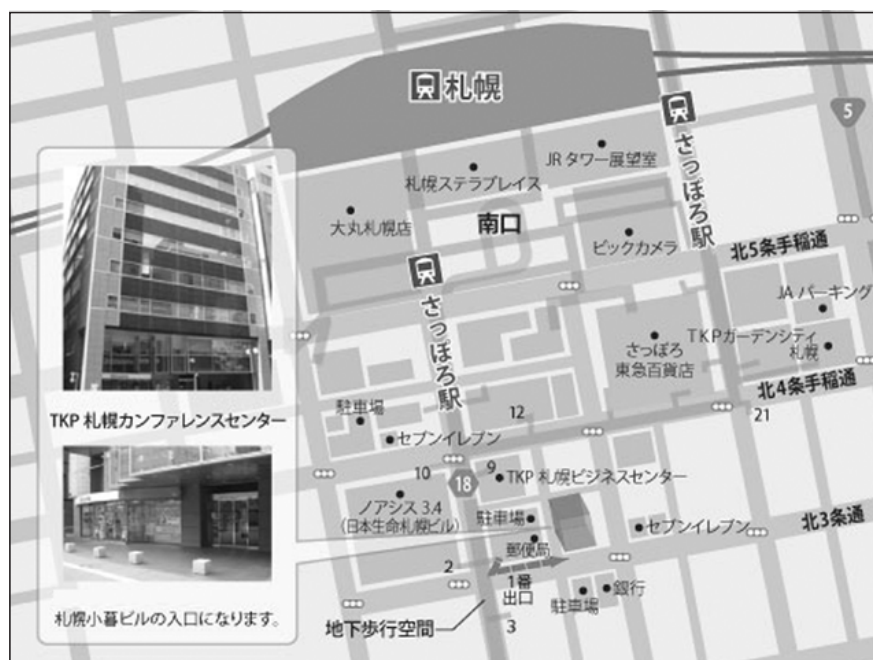 札幌
さっぽろ駅
5
JRタワー展望室
札幌ステラプレイス
大丸札幌店
南口
ビックカメラ
北5条手稲通
さっぽろ駅
JAパーキング
TKPガーデンシティ
札幌
さっぽろ
東急百貨店
北4条手稲通
21
12
駐車場
セブンイレブン
10
18
9
TKP 札幌ビジネスセンター
ノアシス3.4
(日本生命札幌ビル)
駐車場
郵便局
セブンイレブン
北3条通
2
1番
出口
駐車場
銀行
地下歩行空間
3
TKP 札幌カンファレンスセンター
札幌小暮ビルの入口になります。